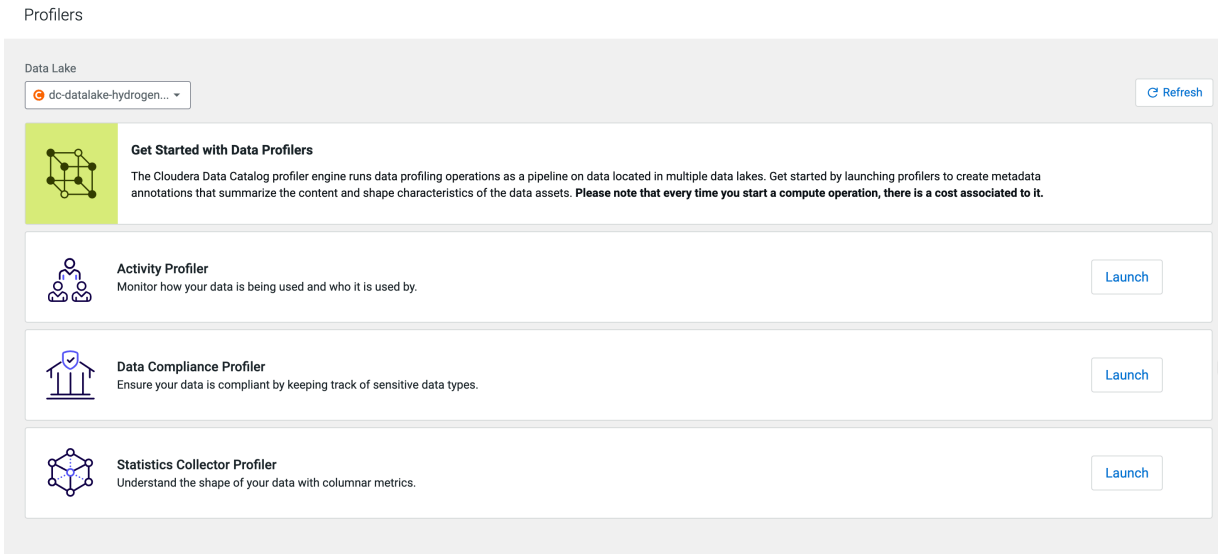 Profilers
Data Lake
dc-datalake-hydrogen...
Refresh
Get Started with Data Profilers
The Cloudera Data Catalog profiler engine runs data profiling operations as a pipeline on data located in multiple data lakes. Get started by launching profilers to create metadata
annotations that summarize the content and shape characteristics of the data assets. Please note that every time you start a compute operation, there is a cost associated to it.
Activity Profiler
Monitor how your data is being used and who it is used by.
Launch
Data Compliance Profiler
Ensure your data is compliant by keeping track of sensitive data types.
Launch
Statistics Collector Profiler
Understand the shape of your data with columnar metrics.
Launch